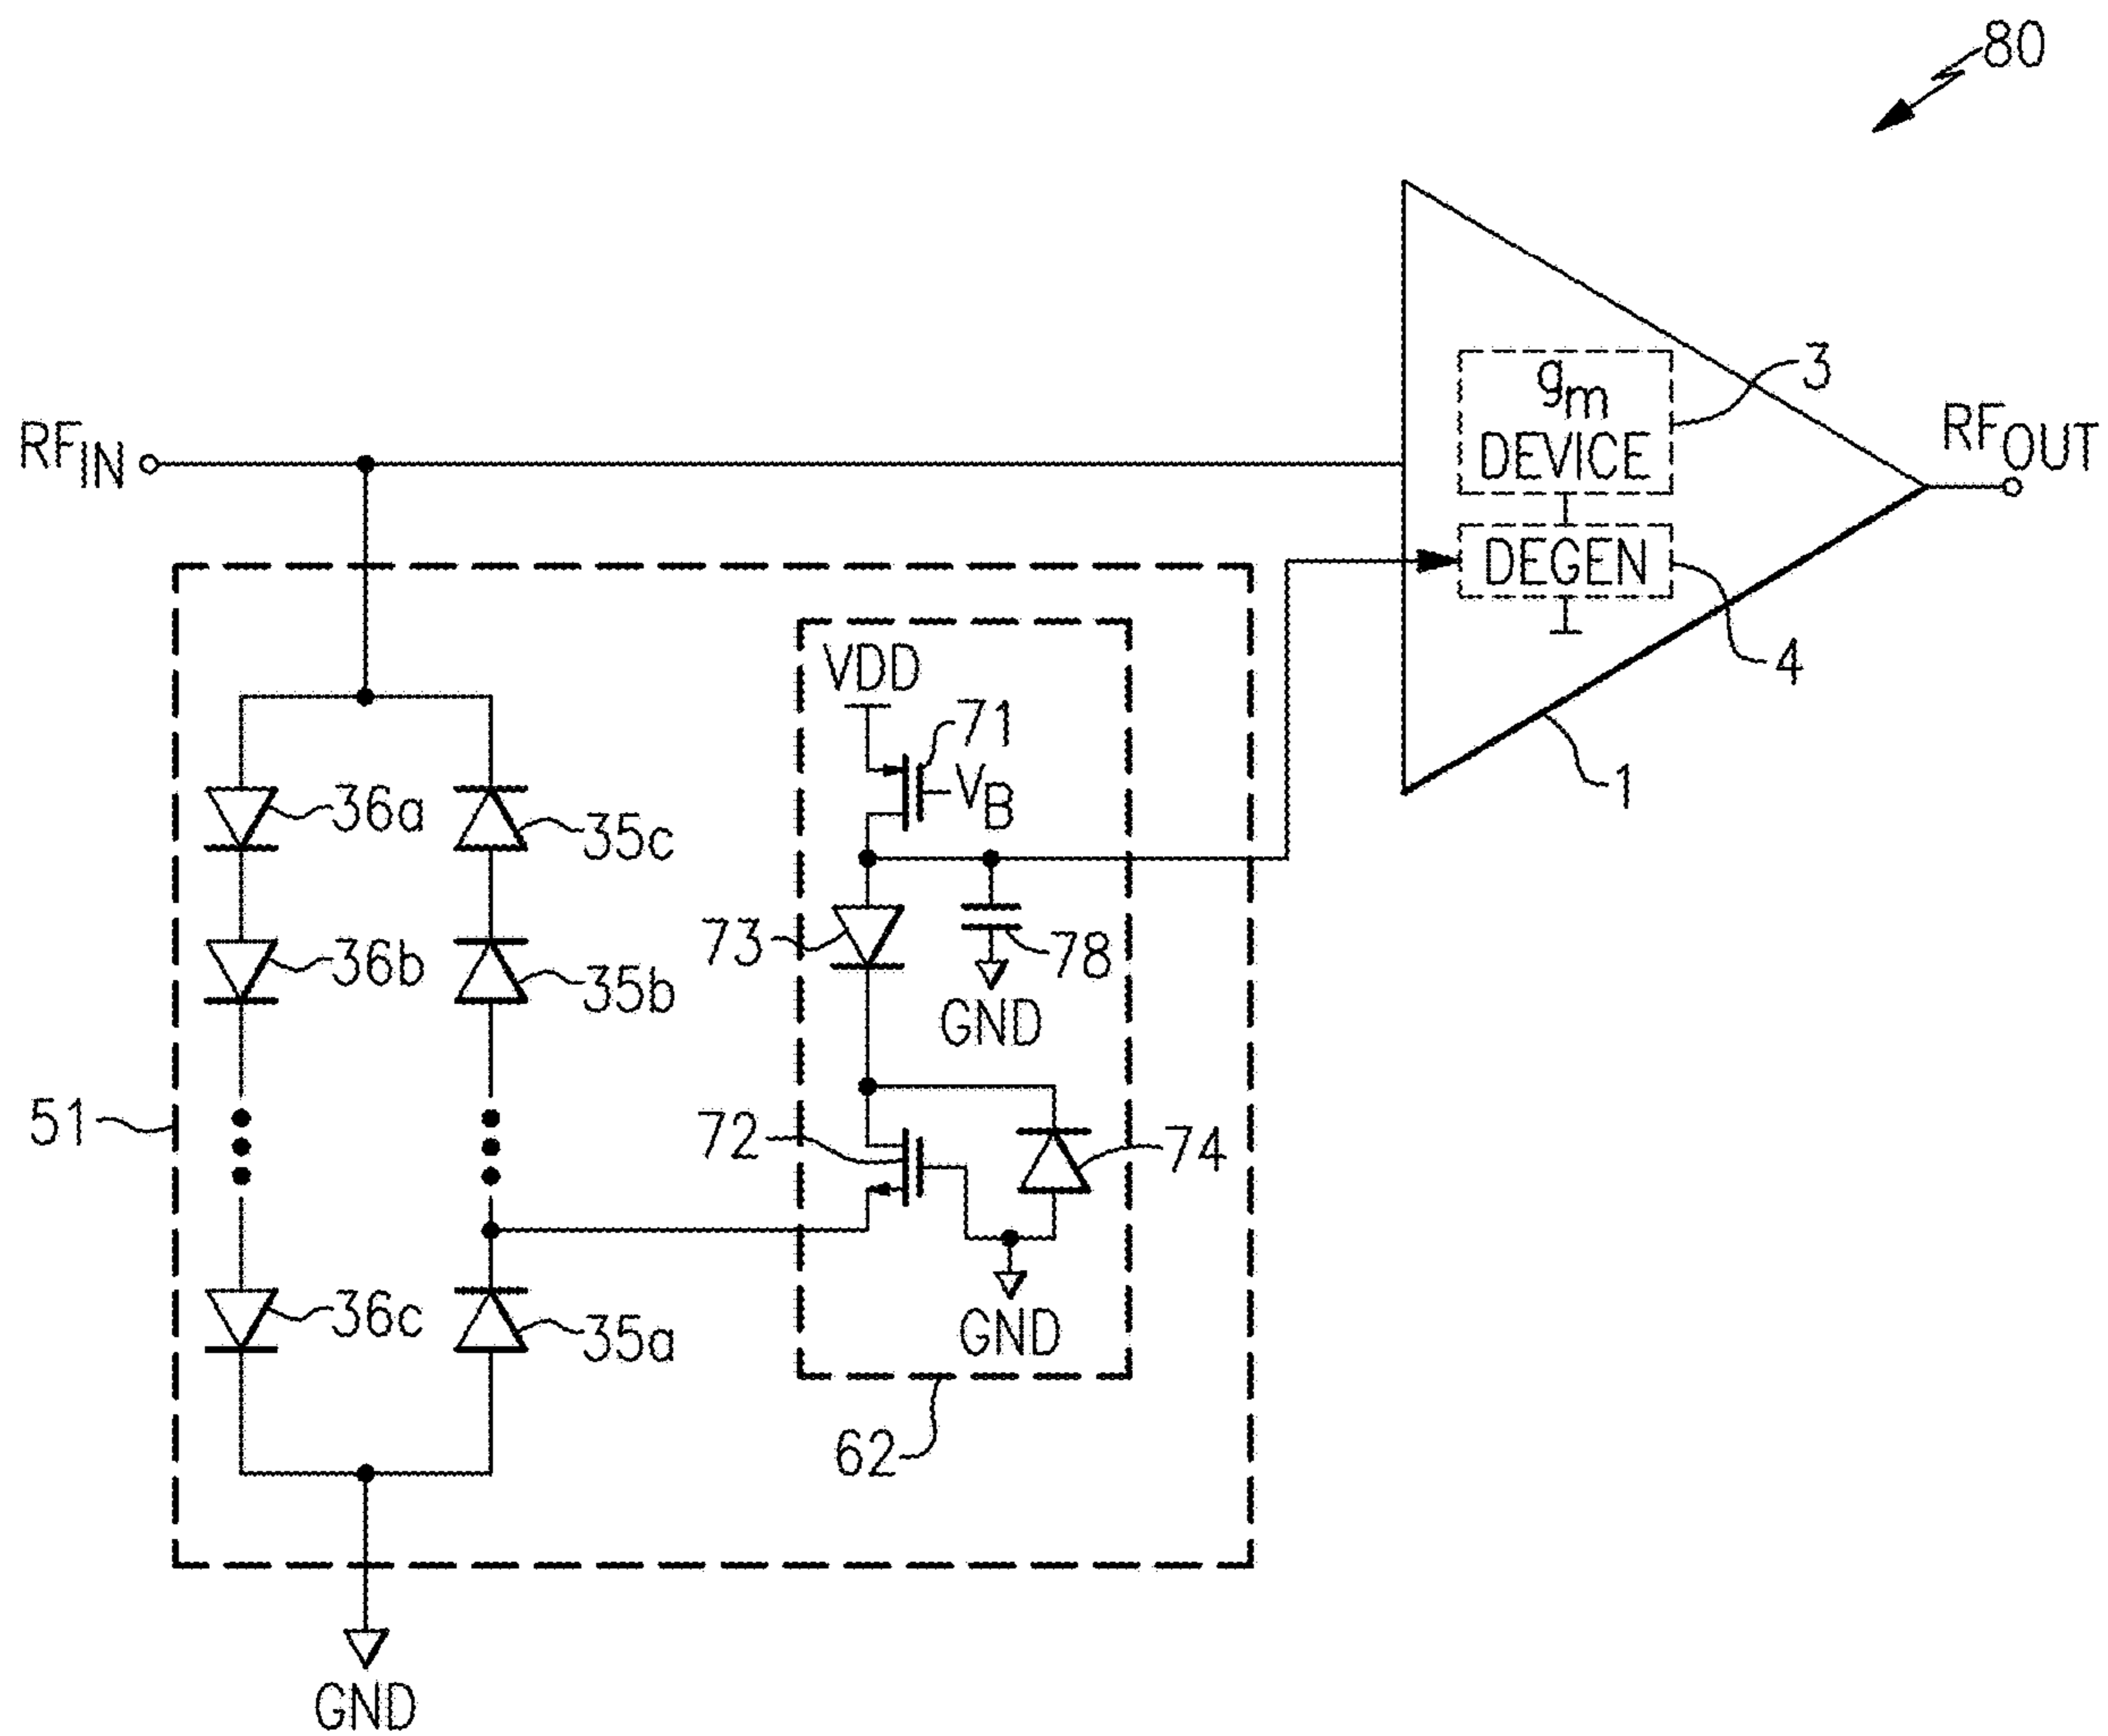 80
3
g_m
DEVICE
RF_IN
RF_OUT
DEGEN
4
VDD
71
V_B
1
36a
35c
73
78
36b
35b
GND
51
72
74
36c
35a
GND
62
GND